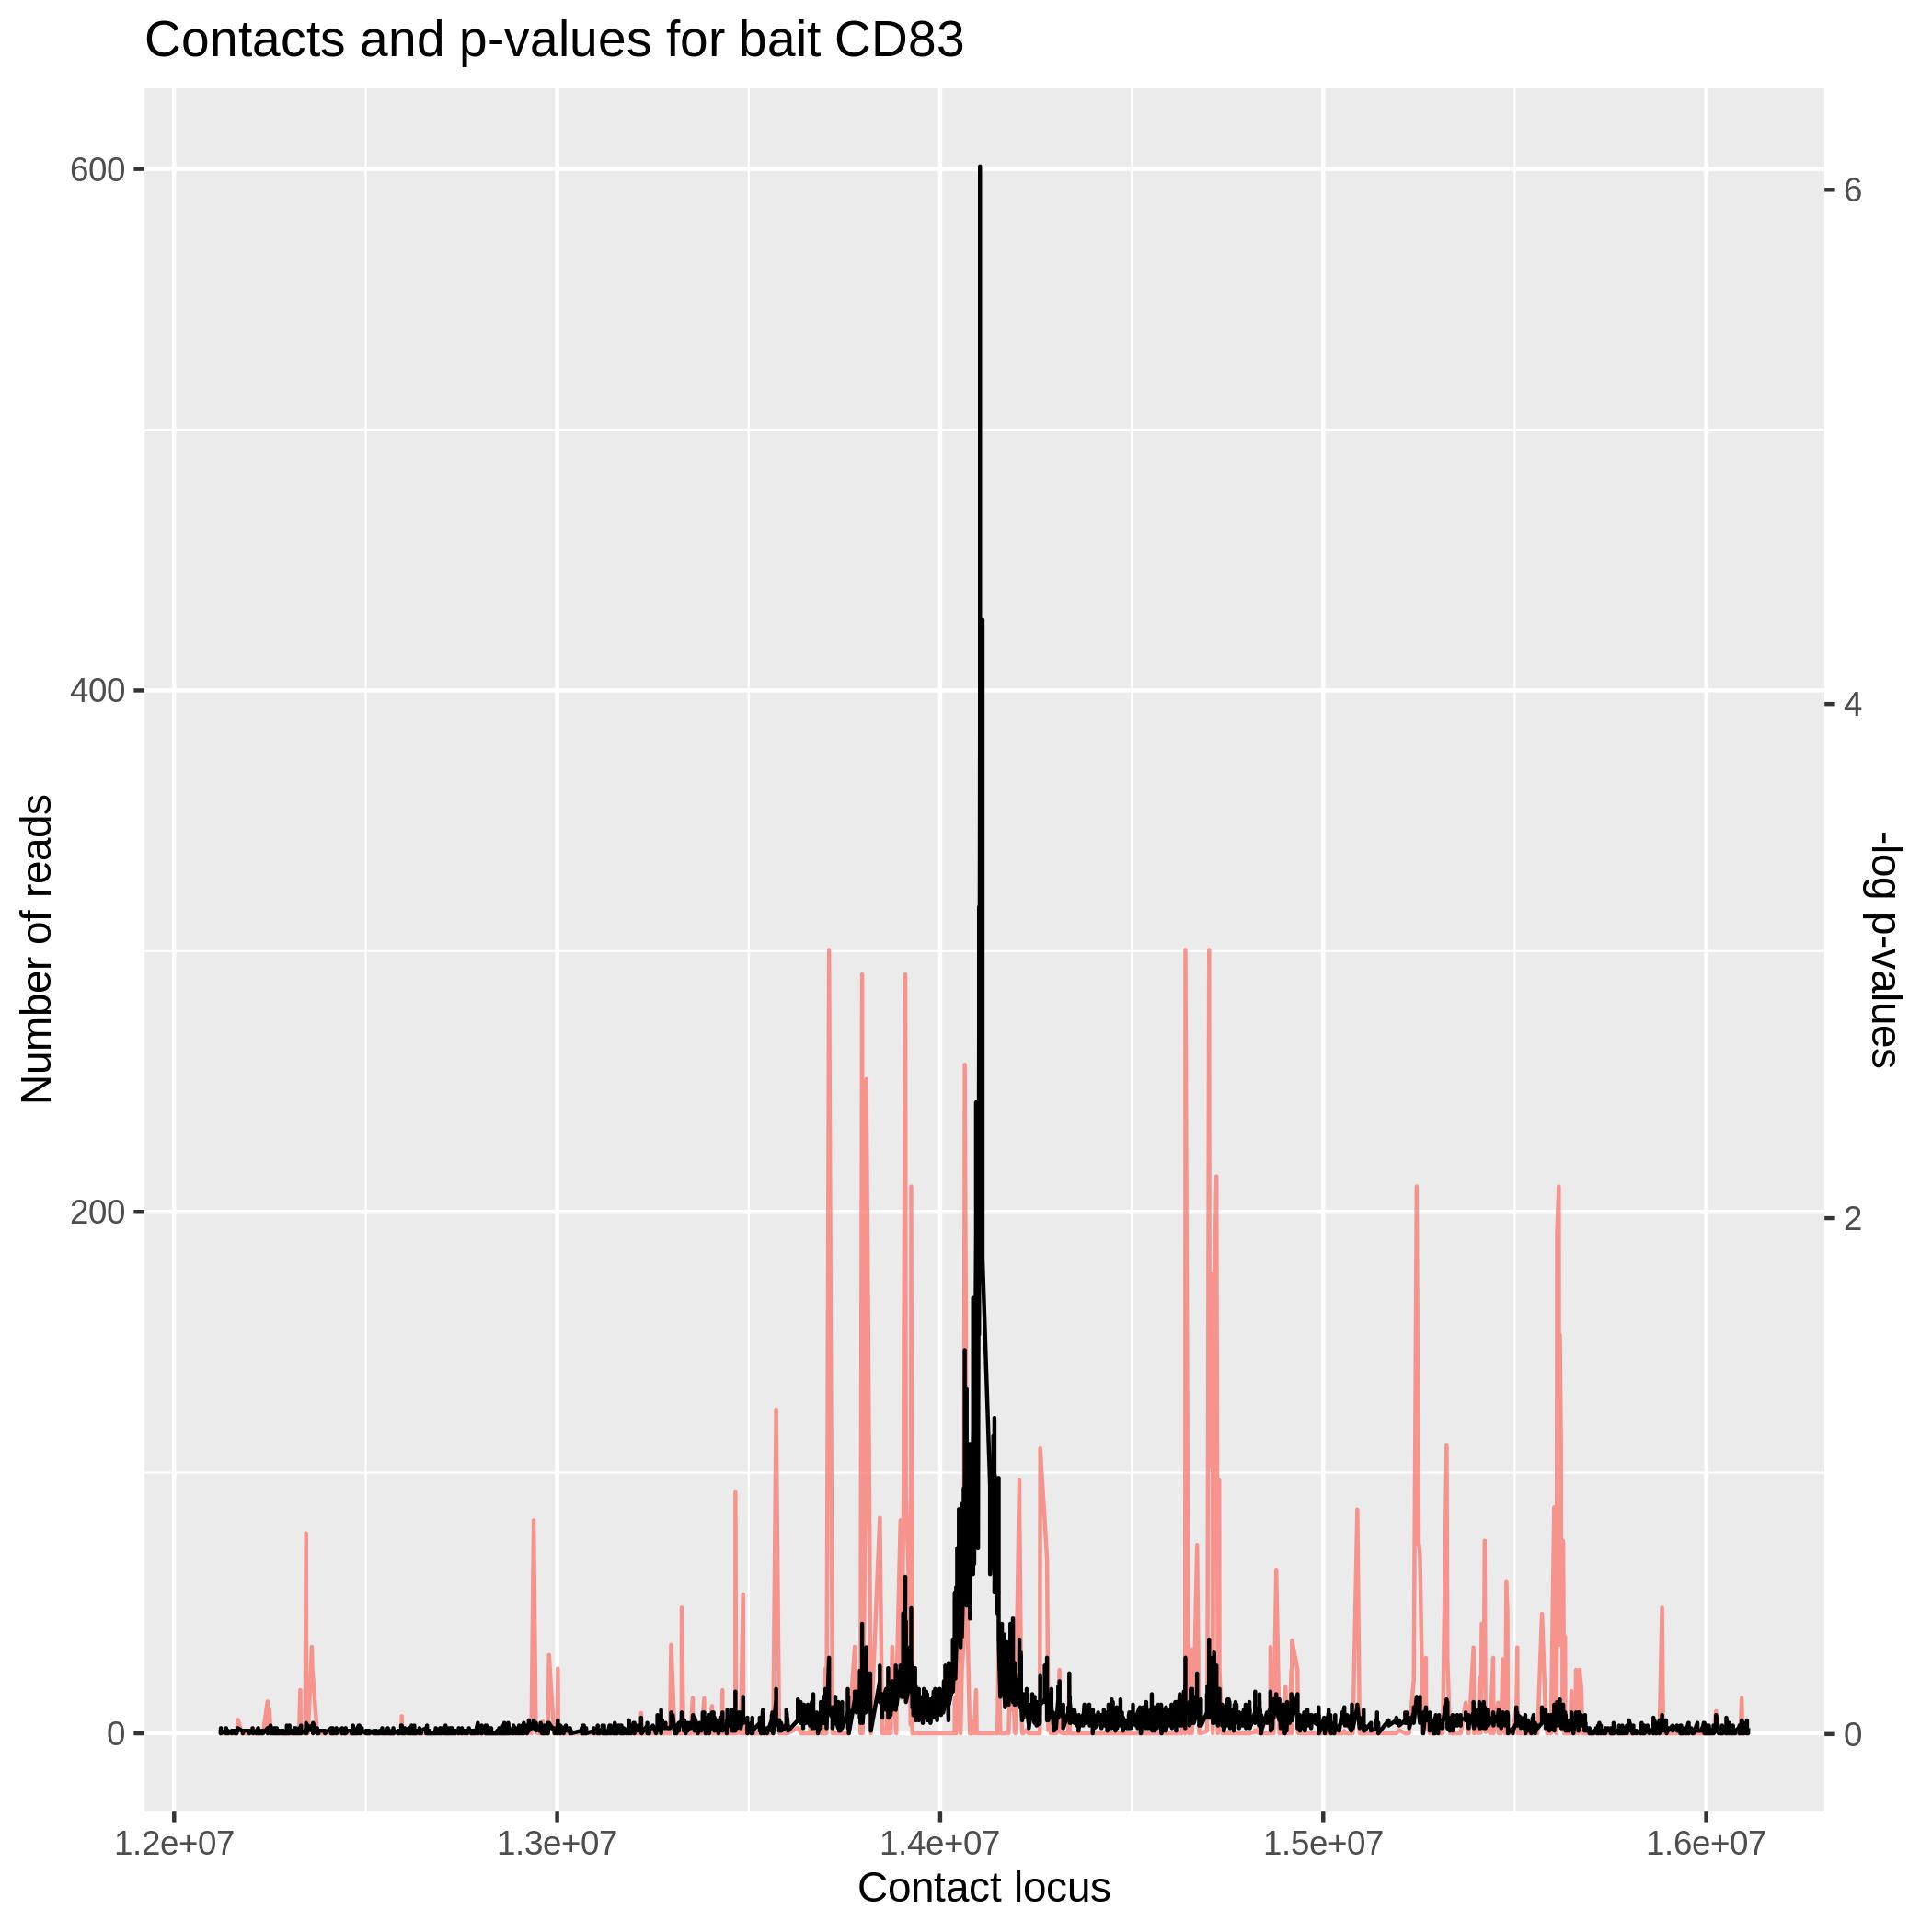 Contacts and p-values for bait CD83
600
400
200
0
Number of reads
6
4
2
0
-log p-values
1.2e+07
1.3e+07
1.4e+07
1.5e+07
1.6e+07
Contact locus